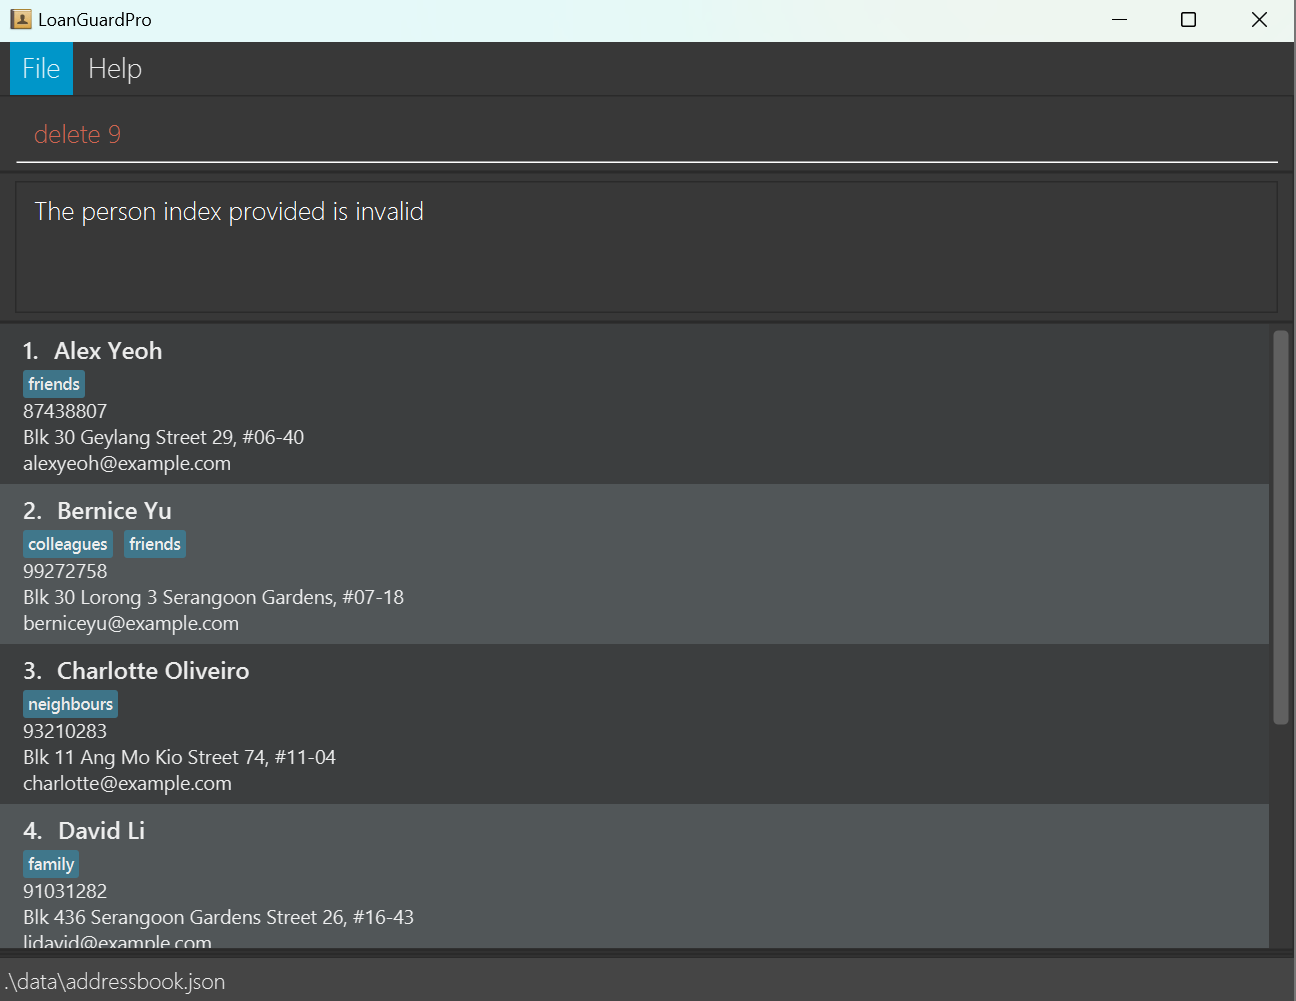 LoanGuardPro
File Help
delete 9
The person index provided is invalid
1. Alex Yeoh
friends
87438807
Blk 30 Geylang Street 29, #06-40
alexyeoh@example.com
2. Bernice Yu
colleagues friends
99272758
Blk 30 Lorong 3 Serangoon Gardens, #07-18
berniceyu@example.com
3. Charlotte Oliveiro
neighbours
93210283
Blk 11 Ang Mo Kio Street 74, #11-04
charlotte@example.com
4. David Li
family
91031282
Blk 436 Serangoon Gardens Street 26, #16-43
lidavid@example.com
.\data\addressbook.json